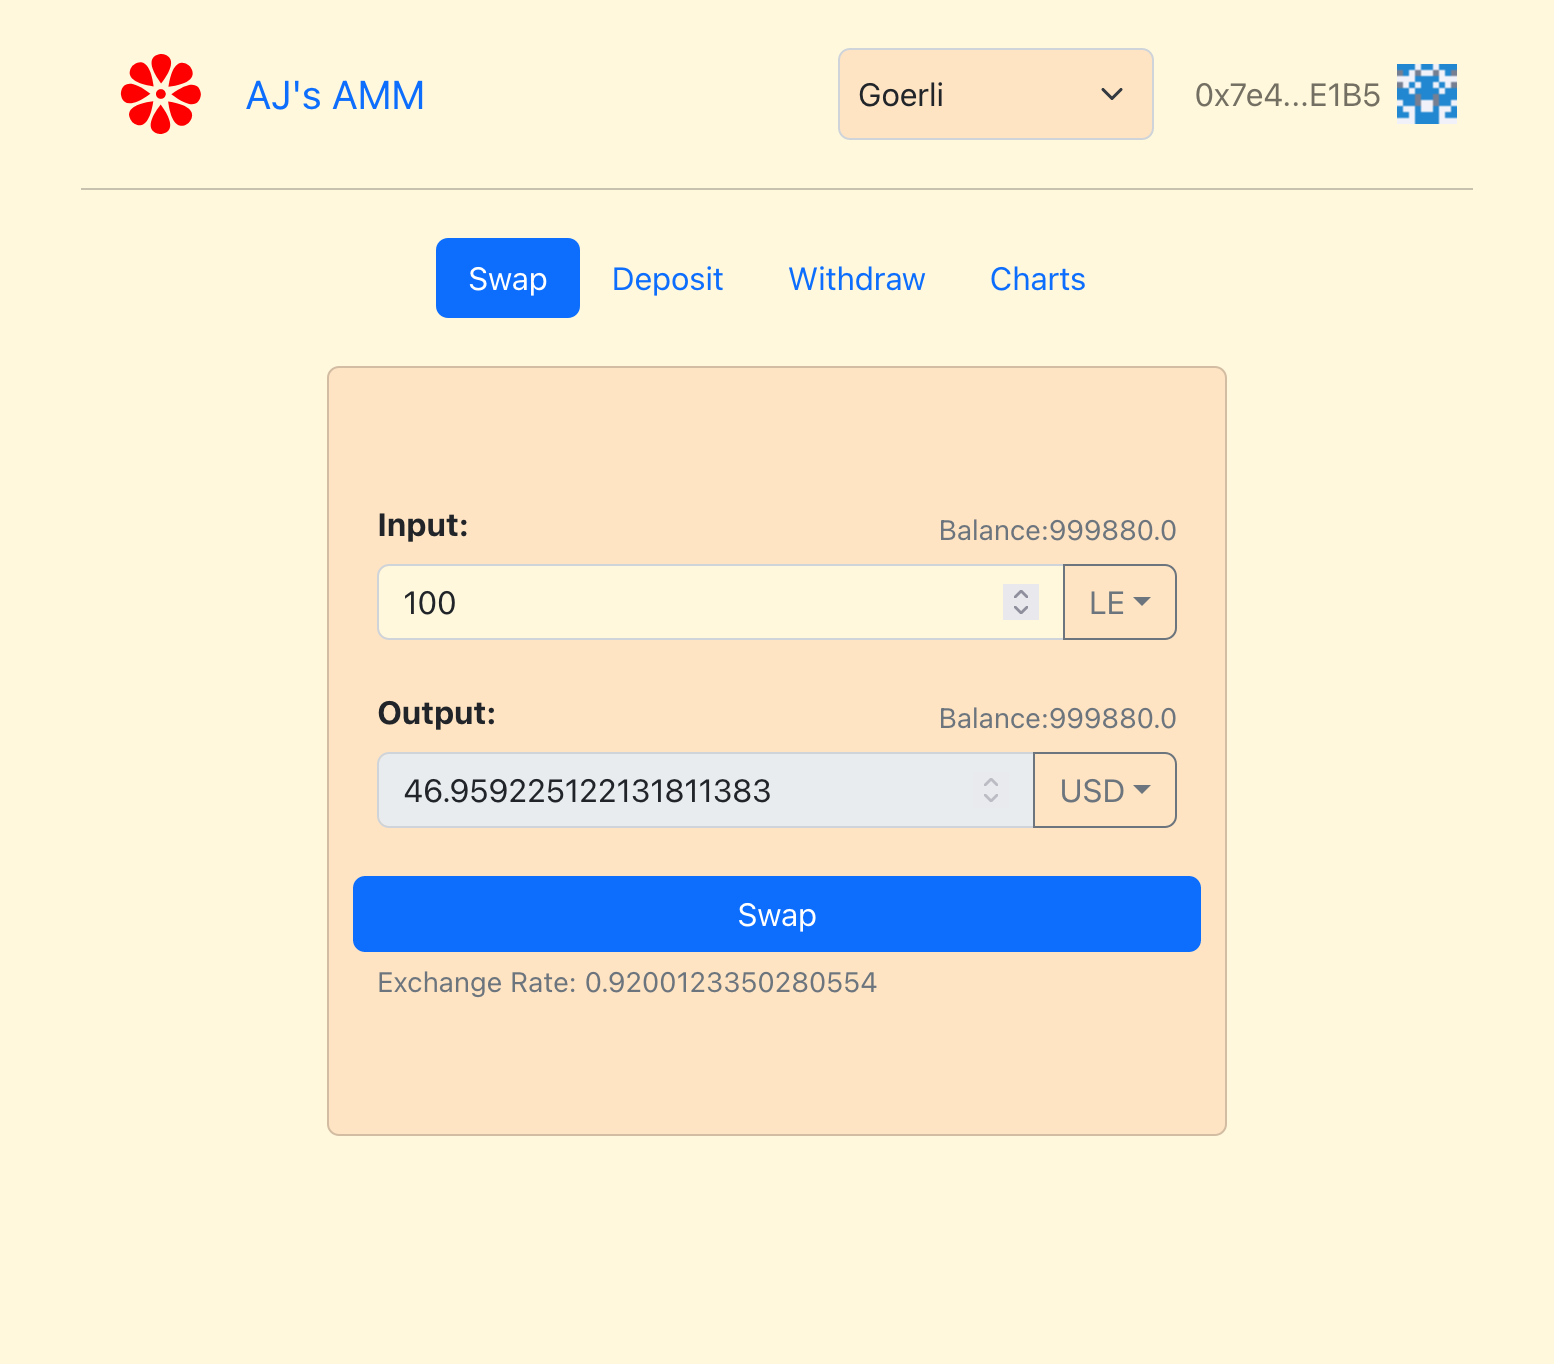 AJ's AMM
Goerli
0x7e4...E1B5
Swap
Deposit
Withdraw
Charts
Input:
Balance:999880.0
100
LE
Output:
Balance:999880.0
46.959225122131811383
USD
Swap
Exchange Rate: 0.9200123350280554